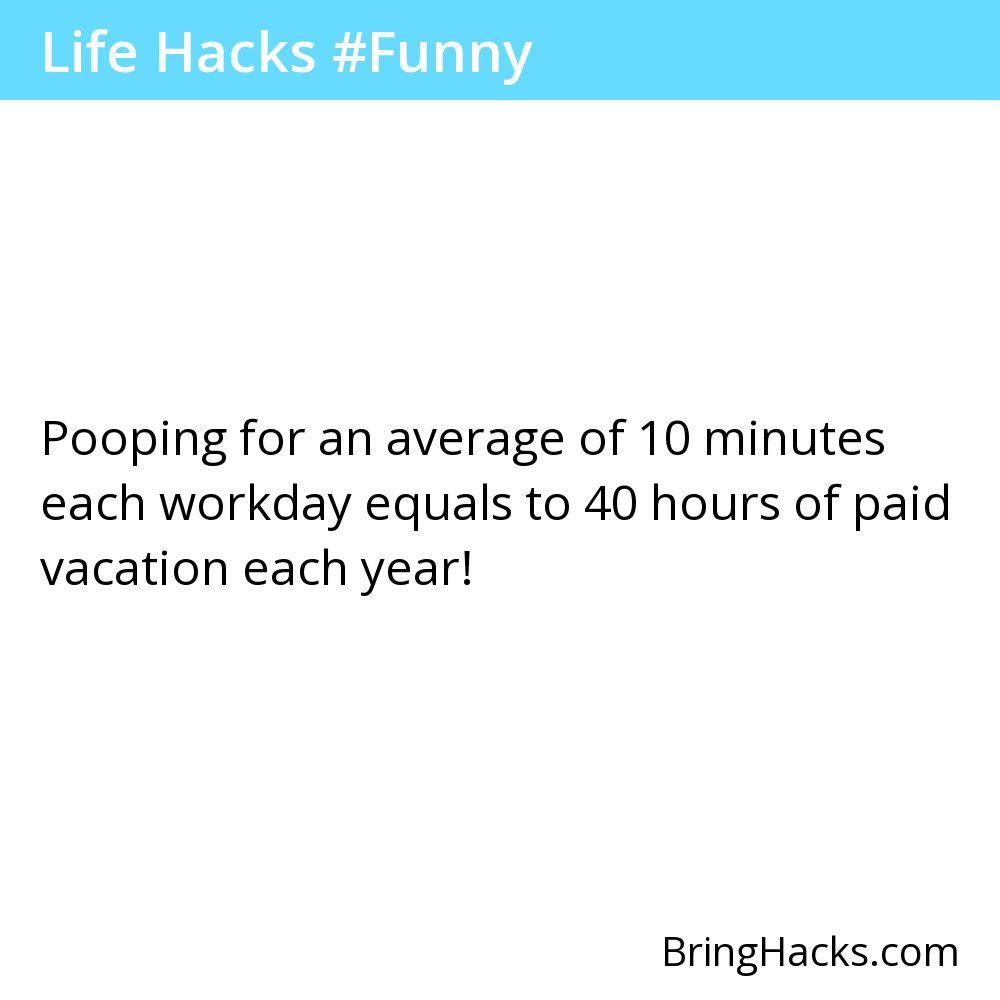 Life Hacks #Funny
Pooping for an average of 10 minutes
each workday equals to 40 hours of paid
vacation each year!
BringHacks.com